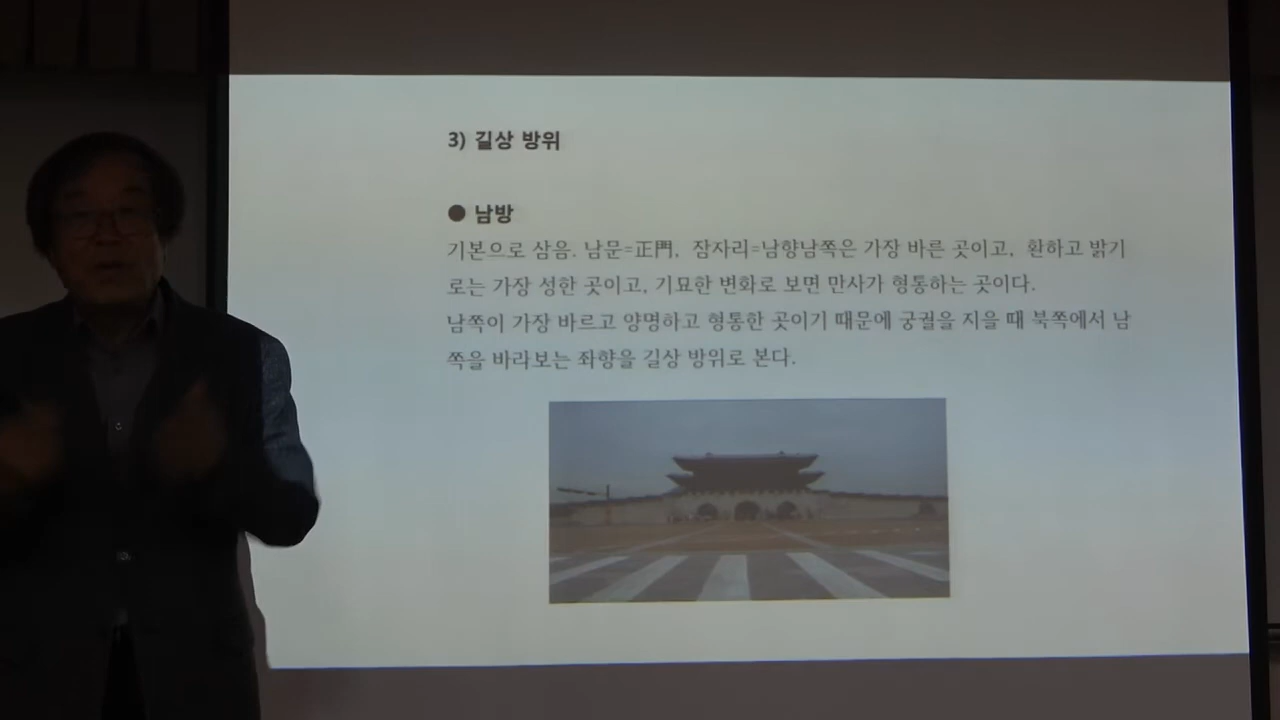 3) 길상 방위
● 남방
기본으로 삼음. 남문=正門, 잠자리=남향남쪽은 가장 바른 곳이고, 환하고 밝기
로는 가장 성한 곳이고, 기묘한 변화로 보면 만사가 형통하는 곳이다.
남쪽이 가장 바르고 양명하고 형통한 곳이기 때문에 궁궐을 지을 때 북쪽에서 남
쪽을 바라보는 좌향을 길상 방위로 본다.